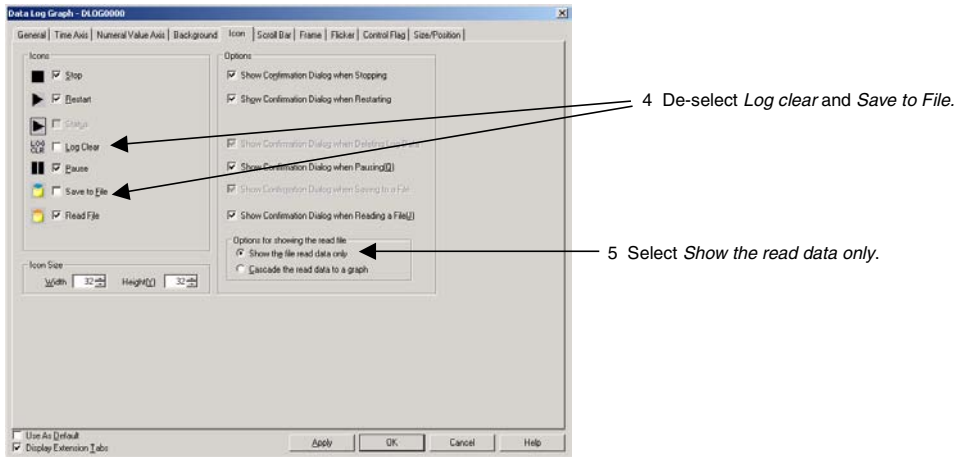 Data Log Graph - DLOG0000
General Time Axis Numeral Value Axis Background Icon Scroll Bar Frame Flicker Control Flag Size/Position
Icons
Stop
Restart
Status
LOG CLR Log Clear
Pause
Save to File
Read File
Icon Size
Width 32 Height(Y) 32
Options
Show Confirmation Dialog when Stopping
Show Confirmation Dialog when Restarting
Show Confirmation Dialog when Deleting Log Data
Show Confirmation Dialog when Pausing(Q)
Show Confirmation Dialog when Saving to a File
Show Confirmation Dialog when Reading a File(J)
Options for showing the read file
Show the file read data only
Cascade the read data to a graph
4 De-select Log clear and Save to File.
5 Select Show the read data only.
Use As Default
Display Extension Tabs
Apply OK Cancel Help